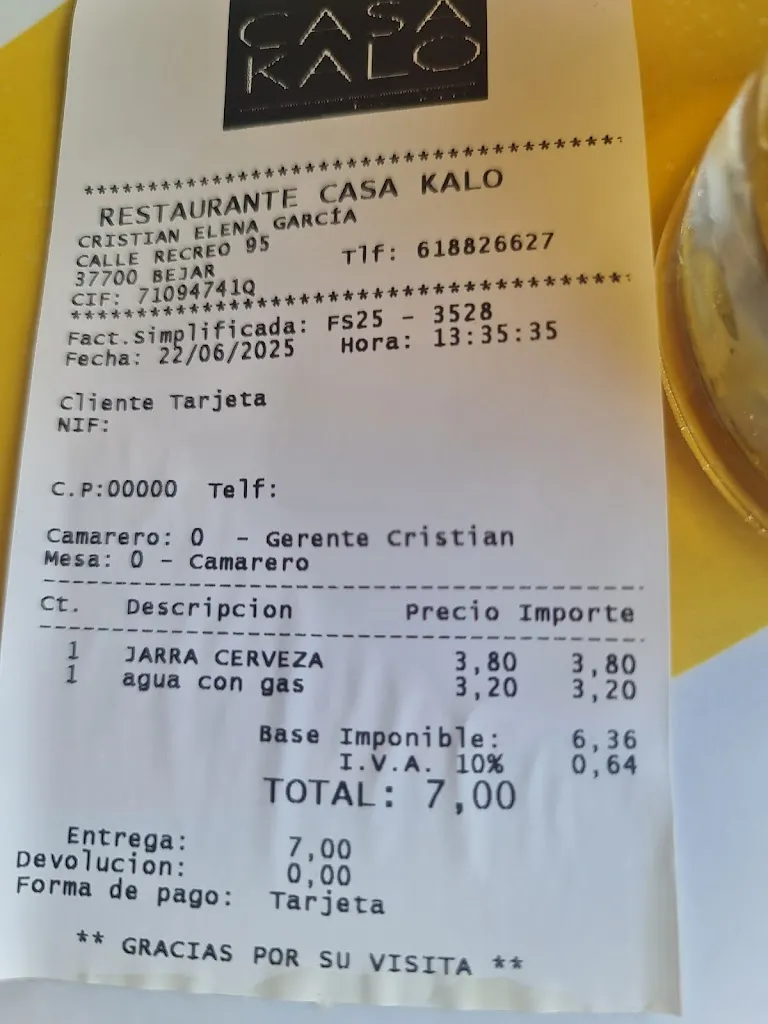 CASA
KALO
****************************************
RESTAURANTE CASA KALO
CRISTIAN ELENA GARCÍA
CALLE RECREO 95
37700 BEJAR Tlf: 618826627
CIF: 71094741Q
****************************************
Fact.Simplificada: FS25 - 3528
Fecha: 22/06/2025 Hora: 13:35:35
Cliente Tarjeta
NIF:
C.P:00000 Telf:
Camarero: 0 - Gerente Cristian
Mesa: 0 - Camarero
----------------------------------------
Ct. Descripcion Precio Importe
----------------------------------------
1 JARRA CERVEZA 3,80 3,80
1 agua con gas 3,20 3,20
Base Imponible: 6,36
I.V.A. 10% 0,64
TOTAL: 7,00
Entrega: 7,00
Devolucion: 0,00
Forma de pago: Tarjeta
** GRACIAS POR SU VISITA **